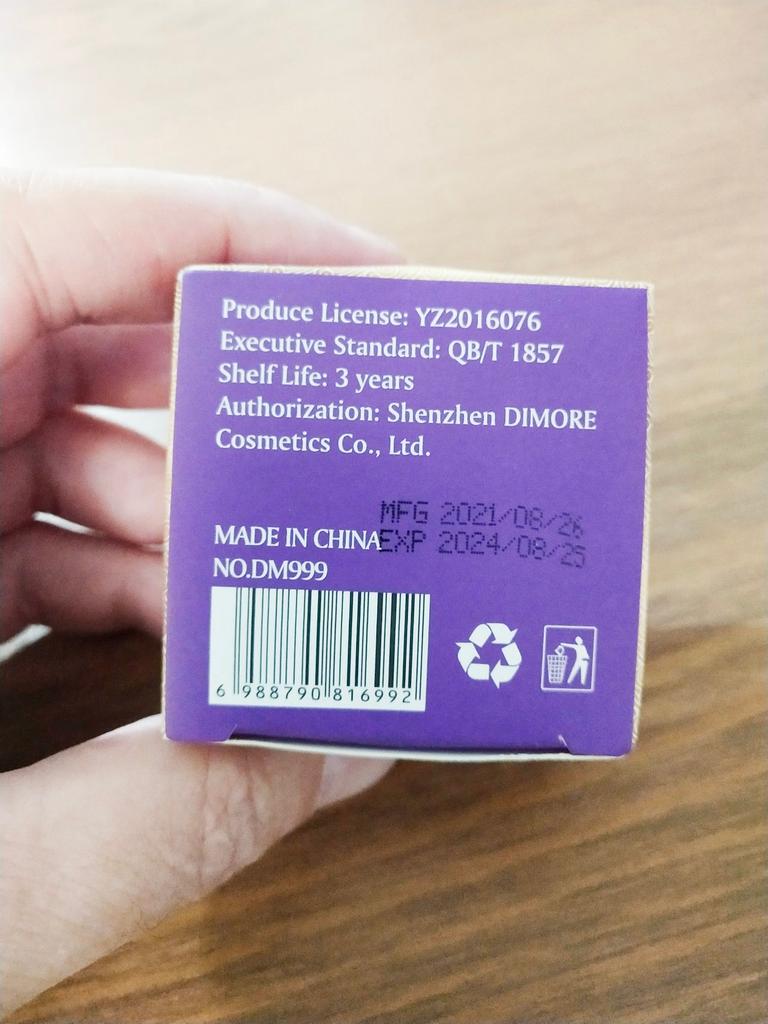 Produce License: YZ2016076
Executive Standard: QB/T 1857
Shelf Life: 3 years
Authorization: Shenzhen DIMORE
Cosmetics Co., Ltd.
MFG 2021/08/26
EXP 2024/08/25
MADE IN CHINA
NO.DM999
6 988790 816992